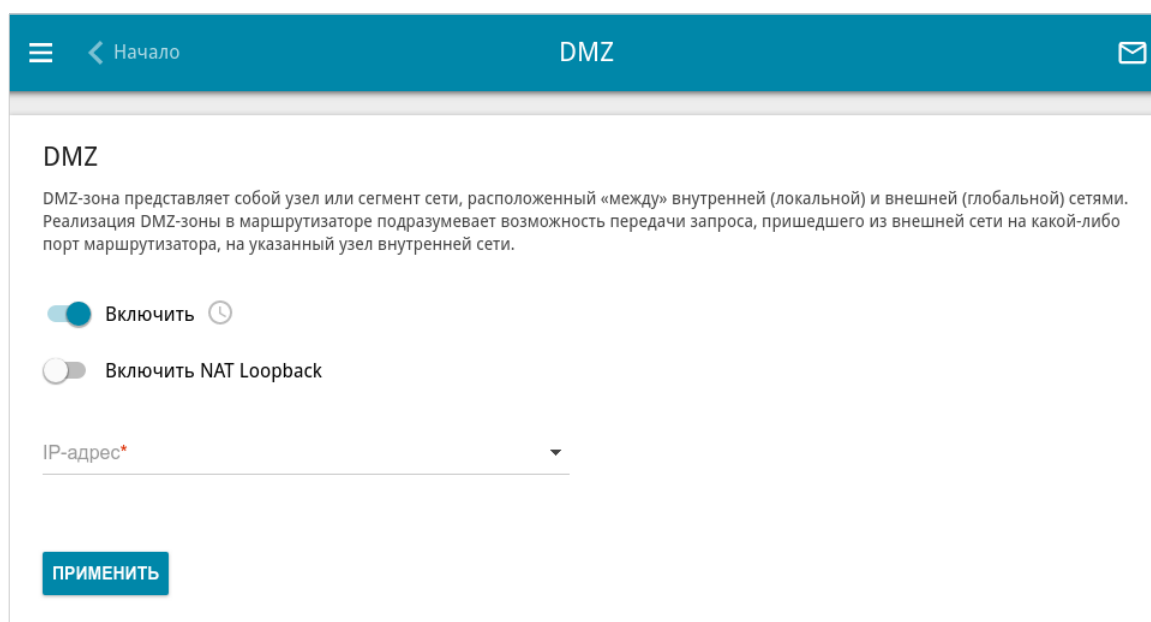 Начало
DMZ
DMZ
DMZ-зона представляет собой узел или сегмент сети, расположенный «между» внутренней (локальной) и внешней (глобальной) сетями.
Реализация DMZ-зоны в маршрутизаторе подразумевает возможность передачи запроса, пришедшего из внешней сети на какой-либо
порт маршрутизатора, на указанный узел внутренней сети.
Включить
Включить NAT Loopback
IP-адрес*
ПРИМЕНИТЬ